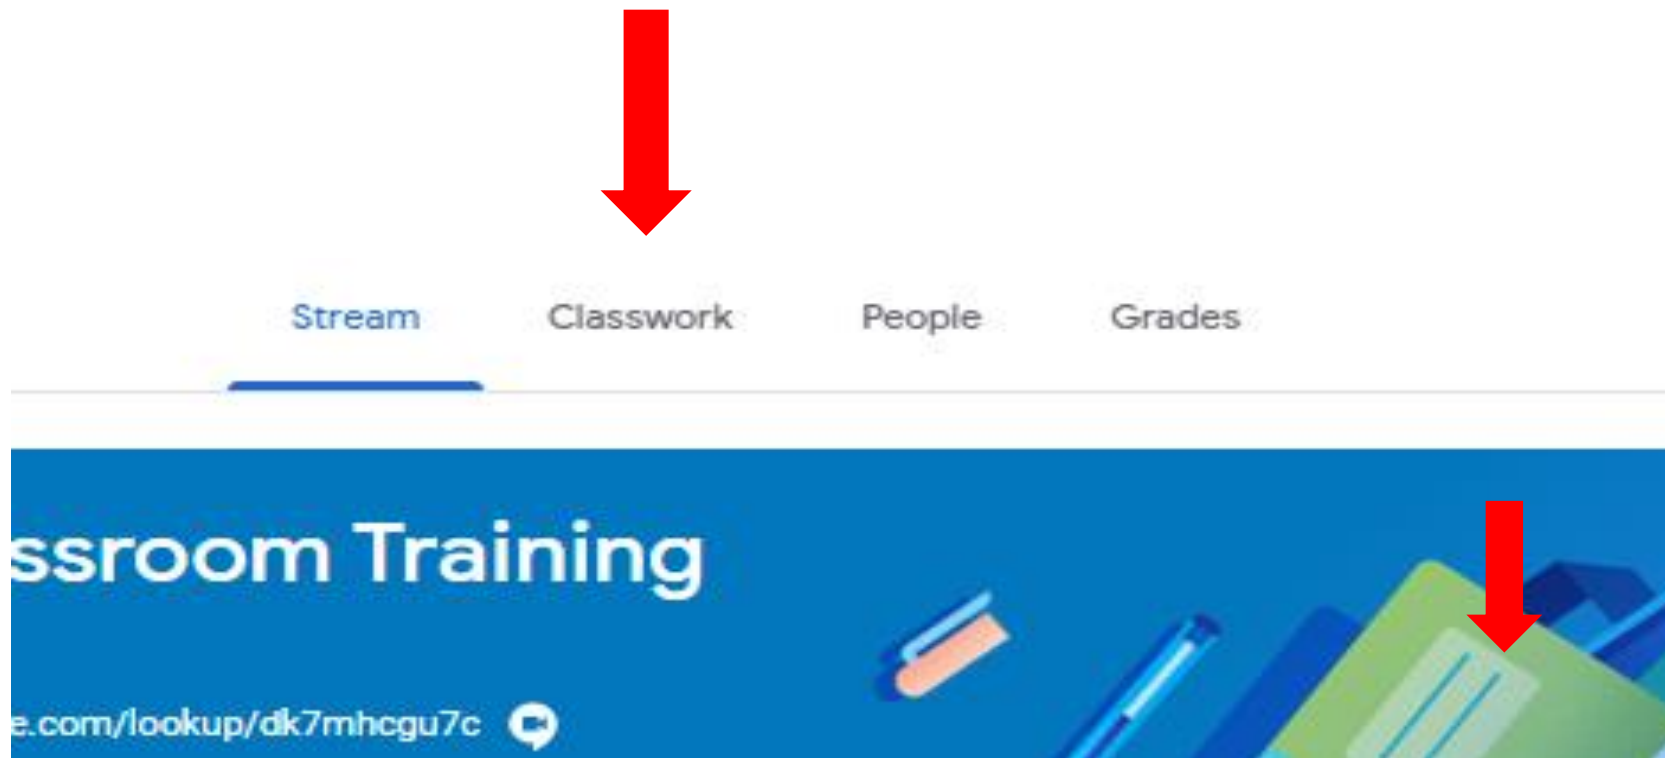 Stream Classwork People Grades
ssroom Training
e.com/lookup/dk7mhcgu7c